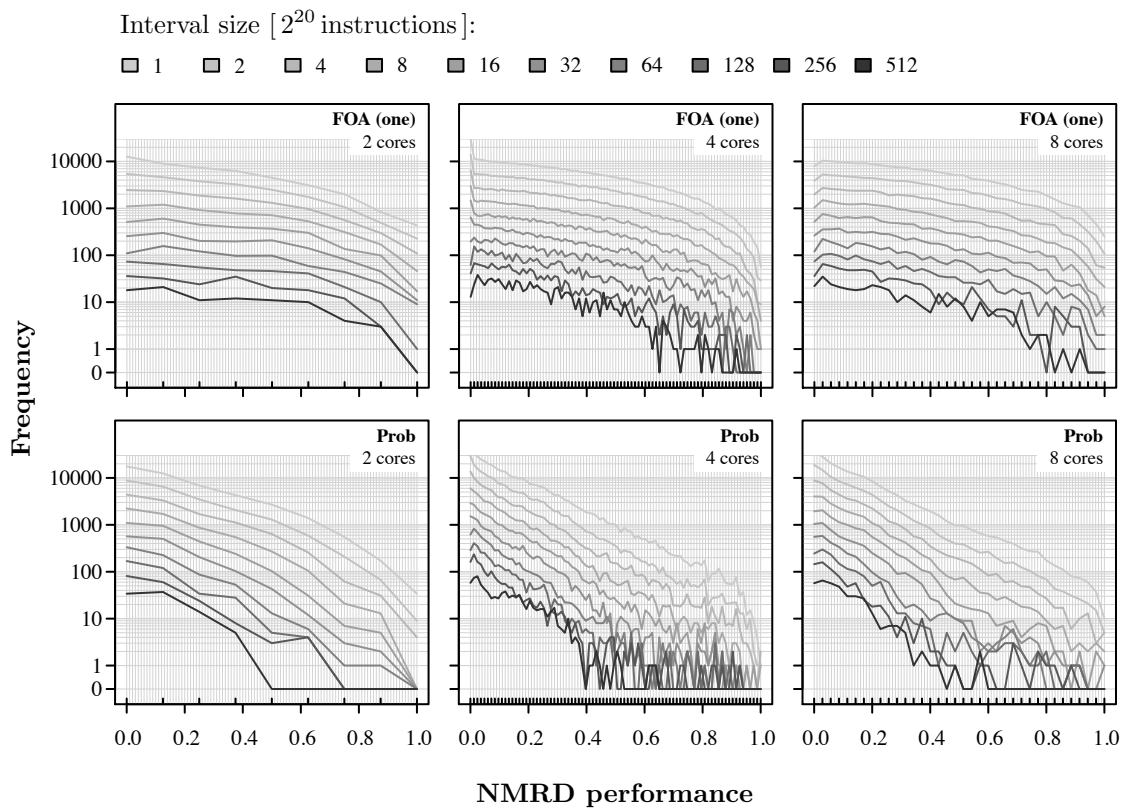 Interval size [ 2^20 instructions ]:
1 2 4 8 16 32 64 128 256 512
FOA (one) FOA (one) FOA (one)
2 cores 4 cores 8 cores
10000
1000
100
10
1
0
Frequency
Prob Prob Prob
2 cores 4 cores 8 cores
10000
1000
100
10
1
0
0.0 0.2 0.4 0.6 0.8 1.0 0.0 0.2 0.4 0.6 0.8 1.0 0.0 0.2 0.4 0.6 0.8 1.0
NMRD performance